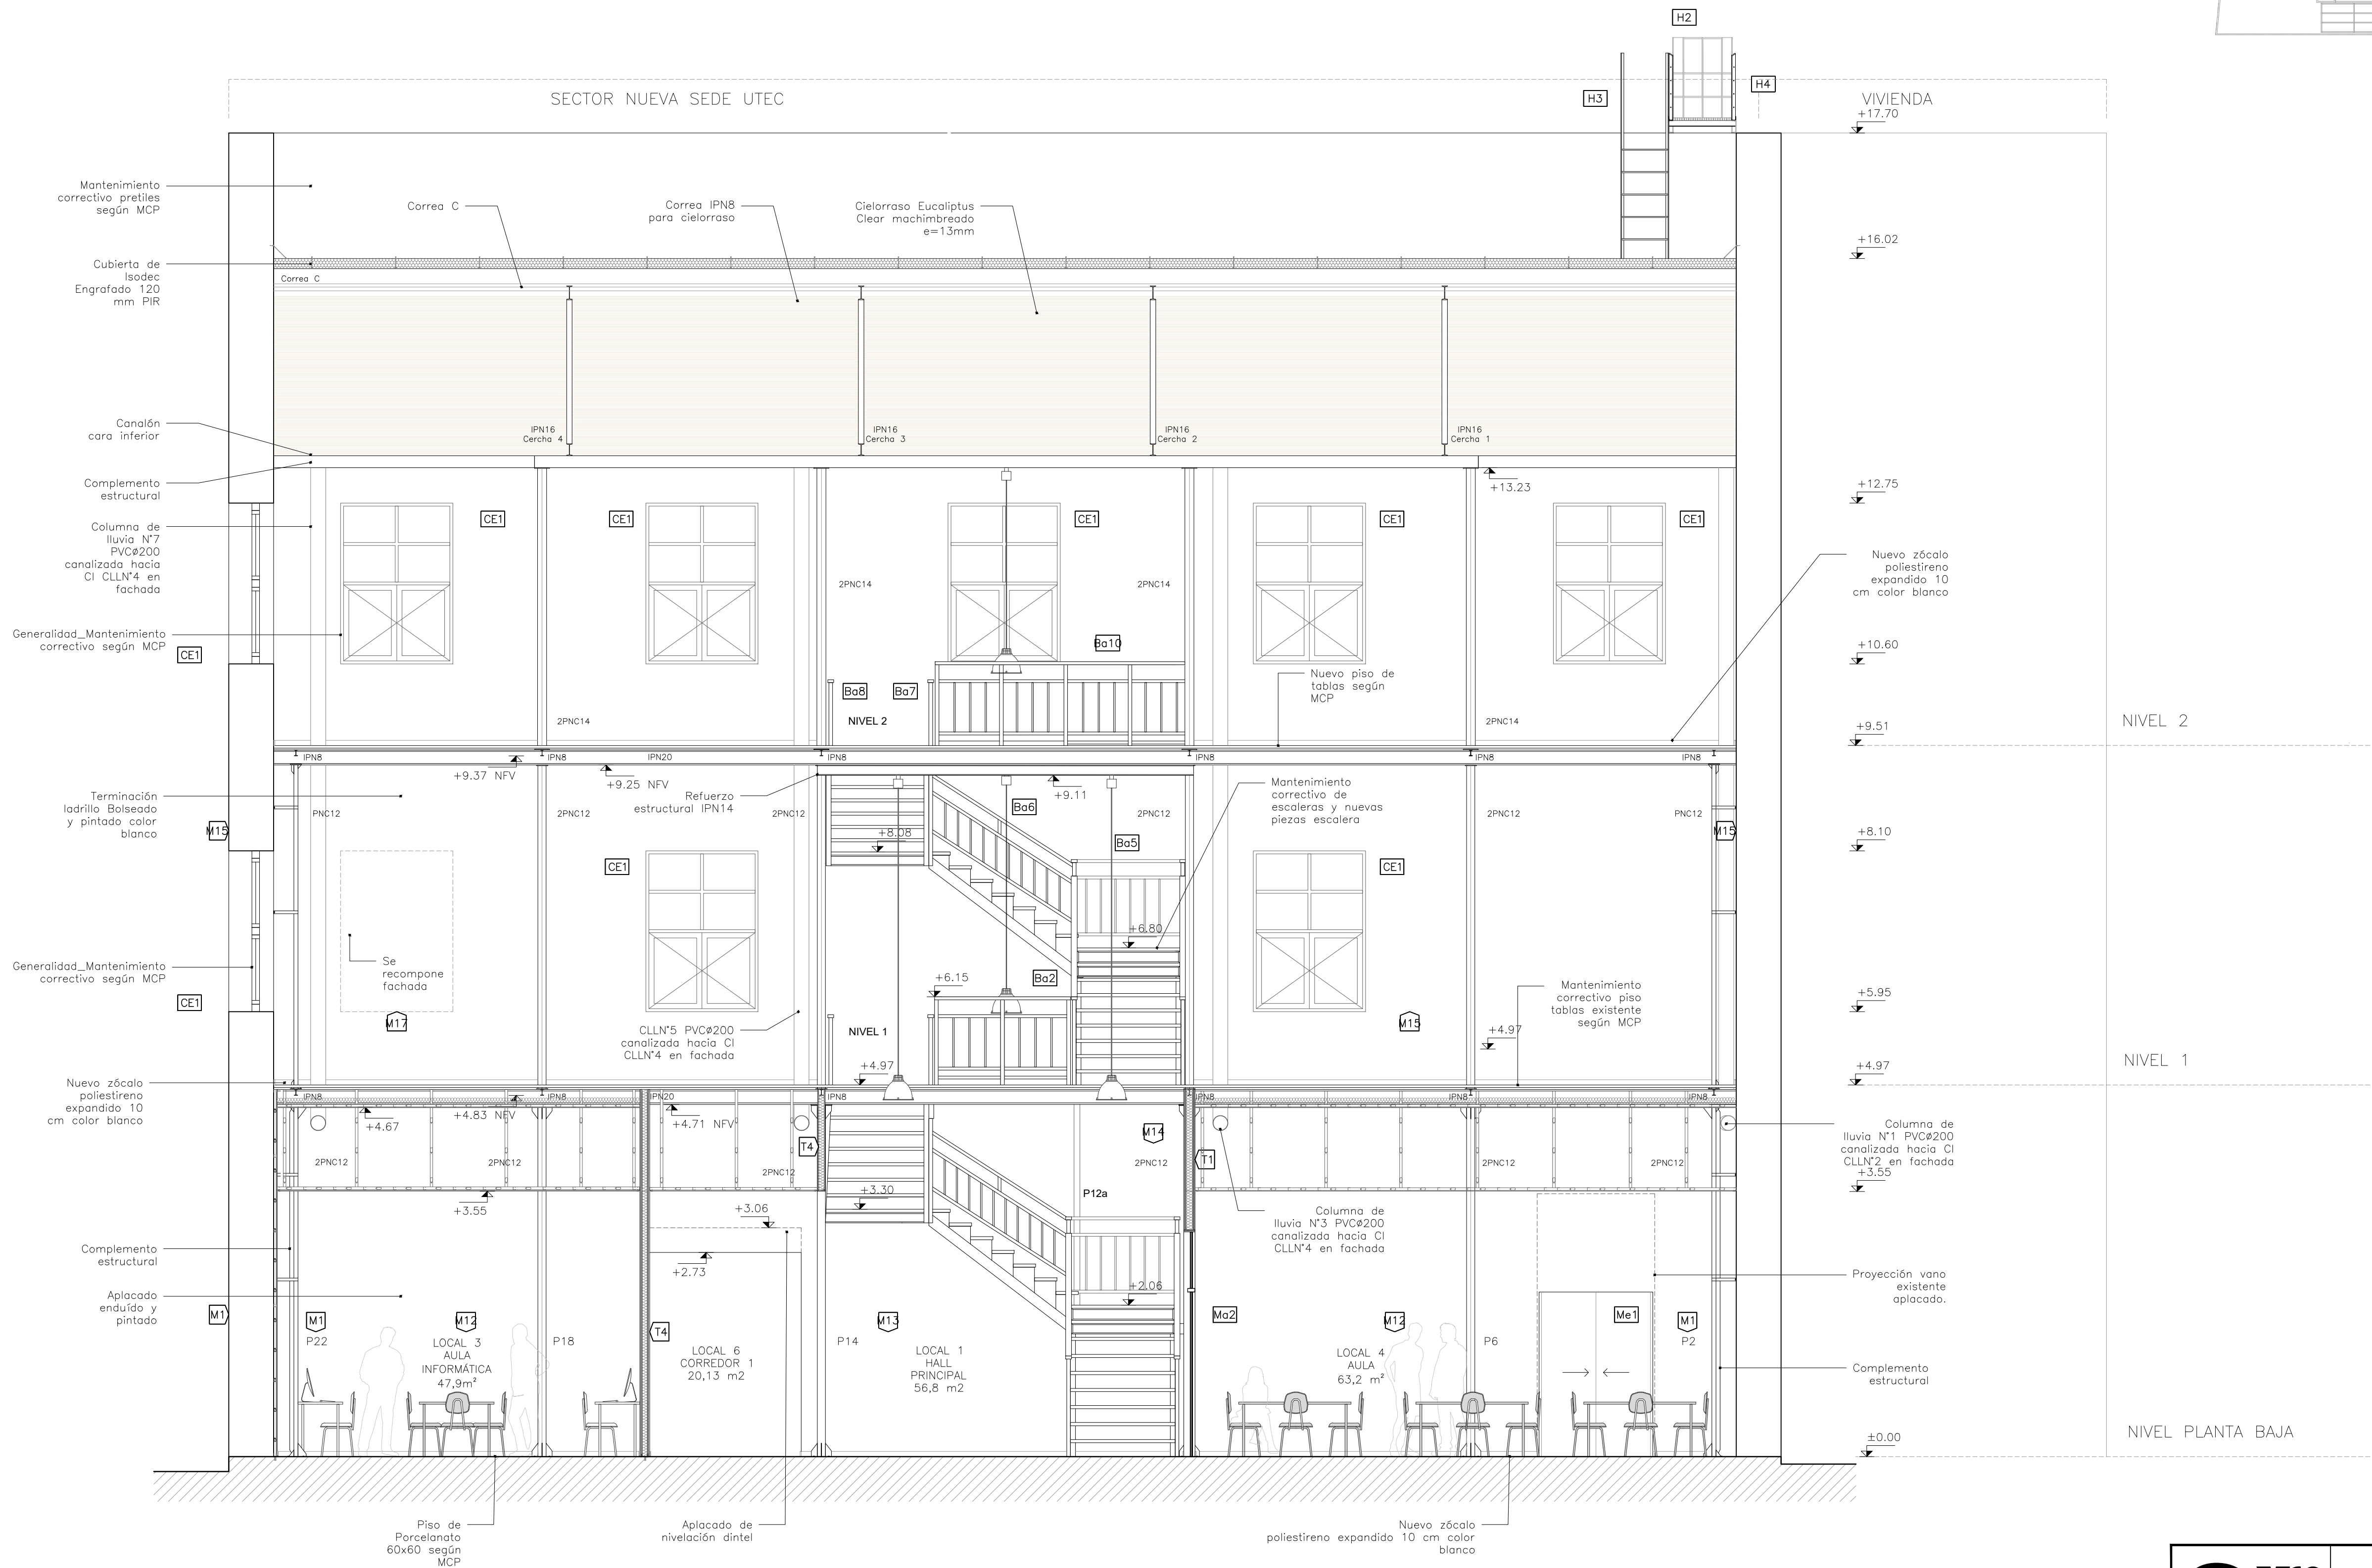 H2
H4
H3
SECTOR NUEVA SEDE UTEC
VIVIENDA
+17.70
Mantenimiento
correctivo pretiles
según MCP
Correa C
Correa IPN8
para cielorraso
Cielorraso Eucaliptus
Clear machimbreado
e=13mm
+16.02
Cubierta de
Isodec
Engrafado 120
mm PIR
Correa C
Canalón
cara inferior
IPN16
Cercha 4
IPN16
Cercha 3
IPN16
Cercha 2
IPN16
Cercha 1
Complemento
estructural
+13.23
+12.75
CE1
CE1
CE1
CE1
CE1
Columna de
lluvia N°7
PVCø200
canalizada hacia
CI CLLN°4 en
fachada
Nuevo zócalo
poliestireno
expandido 10
cm color blanco
2PNC14
2PNC14
Generalidad_Mantenimiento
correctivo según MCP
CE1
Ba10
+10.60
Nuevo piso de
tablas según
MCP
Ba8
Ba7
NIVEL 2
2PNC14
2PNC14
+9.51
NIVEL 2
IPN8
IPN8
IPN20
IPN8
IPN8
IPN8
+9.37 NFV
+9.25 NFV
Refuerzo
estructural IPN14
+9.11
Mantenimiento
correctivo de
escaleras y nuevas
piezas escalera
Terminación
ladrillo Bolseado
y pintado color
blanco
PNC12
2PNC12
2PNC12
Ba6
2PNC12
2PNC12
PNC12
M15
+8.08
Ba5
M15
+8.10
CE1
CE1
+6.80
Se
recompone
fachada
Generalidad_Mantenimiento
correctivo según MCP
CE1
+6.15
Ba2
Mantenimiento
correctivo piso
tablas existente
según MCP
+5.95
M17
CLLN°5 PVCø200
canalizada hacia CI
CLLN°4 en fachada
NIVEL 1
M15
+4.97
+4.97
+4.97
NIVEL 1
Nuevo zócalo
poliestireno
expandido 10
cm color blanco
IPN8
IPN8
IPN20
IPN8
IPN8
IPN8
IPN8
+4.83 NFV
+4.67
+4.71 NFV
T4
M14
T1
Columna de
lluvia N°1 PVCø200
canalizada hacia CI
CLLN°2 en fachada
2PNC12
2PNC12
2PNC12
2PNC12
2PNC12
2PNC12
+3.55
+3.55
+3.30
P12a
+3.06
Columna de
lluvia N°3 PVCø200
canalizada hacia CI
CLLN°4 en fachada
Complemento
estructural
+2.73
+2.06
Proyección vano
existente
aplacado.
Aplacado
enduído y
pintado
M1
M1
M12
T4
M13
Ma2
M12
Me1
M1
P22
LOCAL 3
AULA
INFORMÁTICA
47,9m²
P18
LOCAL 6
CORREDOR 1
20,13 m2
P14
LOCAL 1
HALL
PRINCIPAL
56,8 m2
LOCAL 4
AULA
63,2 m²
P6
P2
Complemento
estructural
±0.00
NIVEL PLANTA BAJA
Piso de
Porcelanato
60x60 según
MCP
Aplacado de
nivelación dintel
Nuevo zócalo
poliestireno expandido 10 cm color
blanco